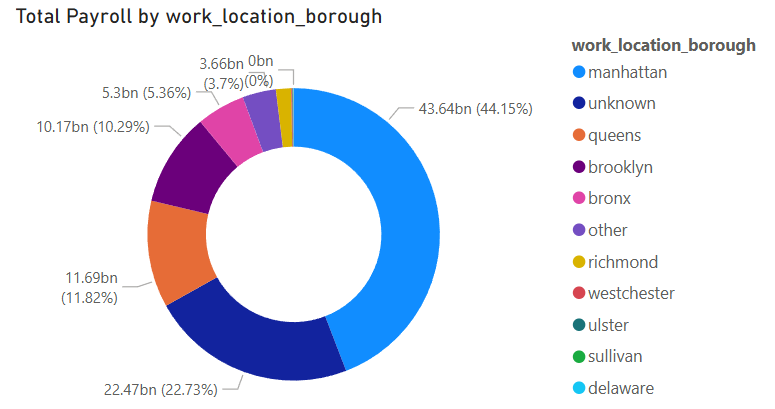 Total Payroll by work_location_borough
3.66bn
(3.7%)
0bn
(0%)
5.3bn (5.36%)
10.17bn (10.29%)
11.69bn
(11.82%)
22.47bn (22.73%)
43.64bn (44.15%)
work_location_borough
manhattan
unknown
queens
brooklyn
bronx
other
richmond
westchester
ulster
sullivan
delaware